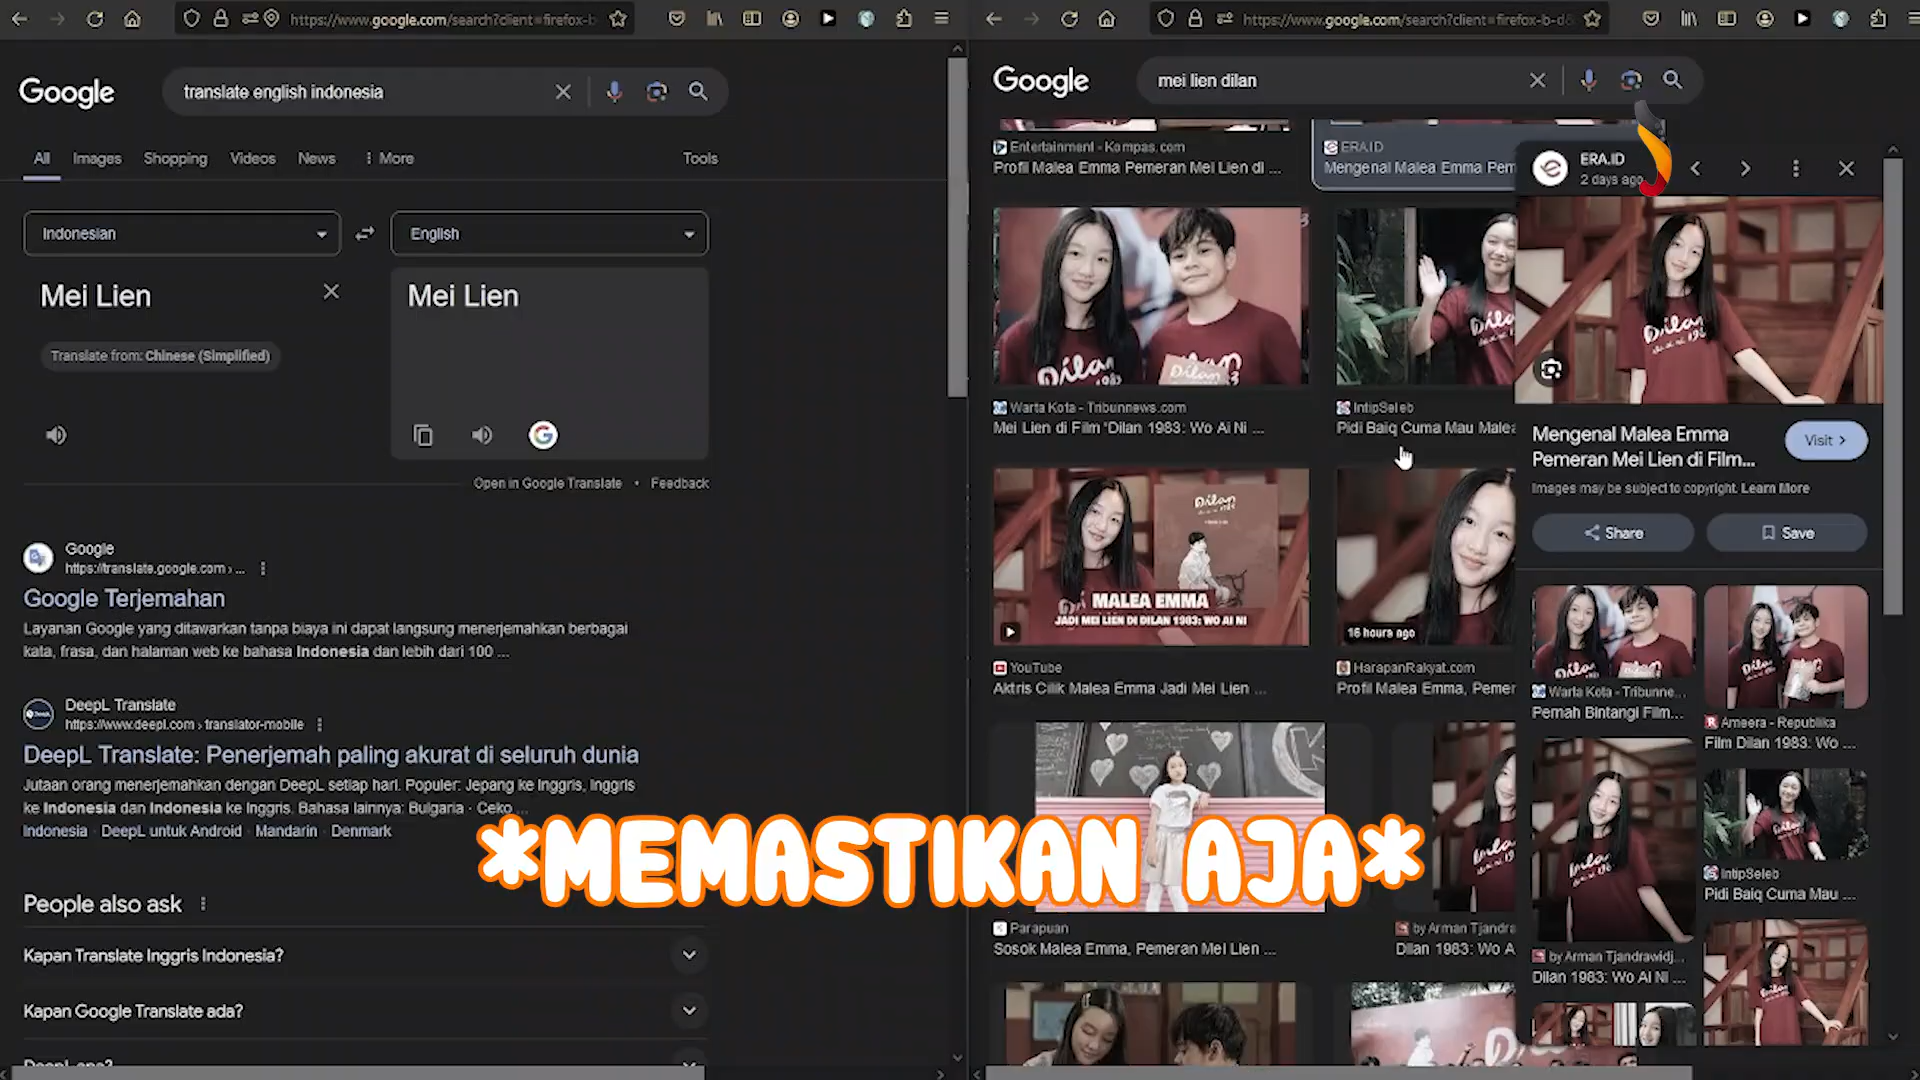 https://www.google.com/search?client=firefox-b-
https://www.google.com/search?client=firefox-b-d&
Google
translate english indonesia
All
Images
Shopping
Videos
News
More
Tools
Indonesian
English
Mei Lien
Mei Lien
Translate from: Chinese (Simplified)
Open in Google Translate • Feedback
Google
https://translate.google.com › ...
Google Terjemahan
Layanan Google yang ditawarkan tanpa biaya ini dapat langsung menerjemahkan berbagai
kata, frasa, dan halaman web ke bahasa Indonesia dan lebih dari 100 ...
DeepL Translate
https://www.deepl.com › translator-mobile
DeepL Translate: Penerjemah paling akurat di seluruh dunia
Jutaan orang menerjemahkan dengan DeepL setiap hari. Populer: Jepang ke Inggris, Inggris
ke Indonesia dan Indonesia ke Inggris. Bahasa lainnya: Bulgaria · Ceko ...
Indonesia · DeepL untuk Android · Mandarin · Denmark
People also ask
Kapan Translate Inggris Indonesia?
Kapan Google Translate ada?
*MEMASTIKAN AJA*
Google
mei lien dilan
Entertainment - Kompas.com
Profil Malea Emma Pemeran Mei Lien di ...
ERA.ID
Mengenal Malea Emma Pem
Warta Kota - Tribunnews.com
Mei Lien di Film 'Dilan 1983: Wo Ai Ni ...
IntipSeleb
Pidi Baiq Cuma Mau Malea
MALEA EMMA
JADI MEI LIEN DI DILAN 1983: WO AI NI
YouTube
Aktris Cilik Malea Emma Jadi Mei Lien ...
16 hours ago
HarapanRakyat.com
Profil Malea Emma, Pemer
Parapuan
Sosok Malea Emma, Pemeran Mei Lien ...
by Arman Tjandra
Dilan 1983: Wo A
ERA.ID
2 days ago
Mengenal Malea Emma
Pemeran Mei Lien di Film...
Visit
Images may be subject to copyright. Learn More
Share
Save
Warta Kota - Tribunne...
Pernah Bintangi Film...
Ameera - Republika
Film Dilan 1983: Wo ...
by Arman Tjandrawidj...
Dilan 1983: Wo Ai Ni ...
IntipSeleb
Pidi Baiq Cuma Mau ...